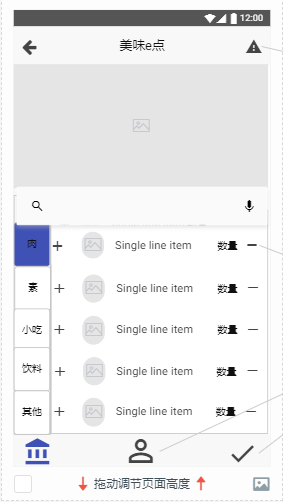 12:00
美味e点
肉 + Single line item 数量 −
素 + Single line item 数量 −
小吃 + Single line item 数量 −
饮料 + Single line item 数量 −
其他 + Single line item 数量 −
拖动调节页面高度